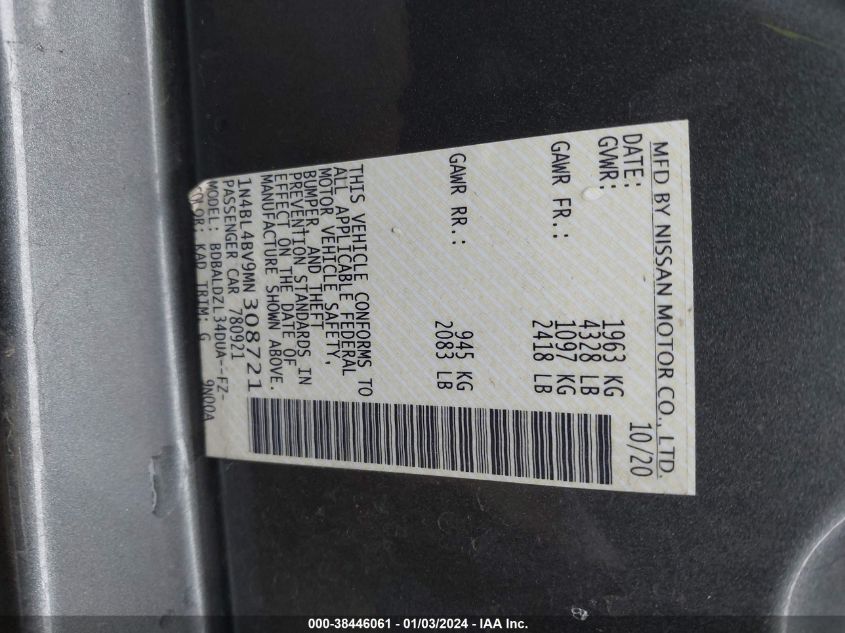 MFD BY NISSAN MOTOR CO., LTD.
DATE: 10/20
GVWR: 1963 KG
4328 LB
GAWR FR.: 1097 KG
2418 LB
GAWR RR.: 945 KG
2083 LB
THIS VEHICLE CONFORMS TO
ALL APPLICABLE FEDERAL
MOTOR VEHICLE SAFETY,
BUMPER, AND THEFT
PREVENTION STANDARDS IN
EFFECT ON THE DATE OF
MANUFACTURE SHOWN ABOVE.
1N4BL4BV9MN308721
PASSENGER CAR 780921
MODEL: BDBALDZL34DUA--FZ-
COLOR: KAD TRIM: G 9N00A
000-38446061 - 01/03/2024 - IAA Inc.